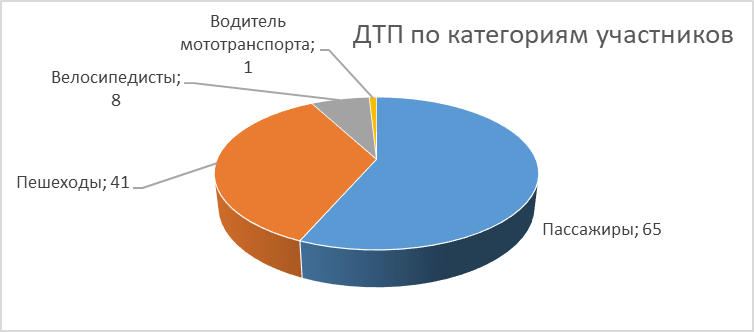 ДТП по категориям участников
Водитель
мототранспорта;
1
Велосипедисты;
8
Пешеходы; 41
Пассажиры; 65